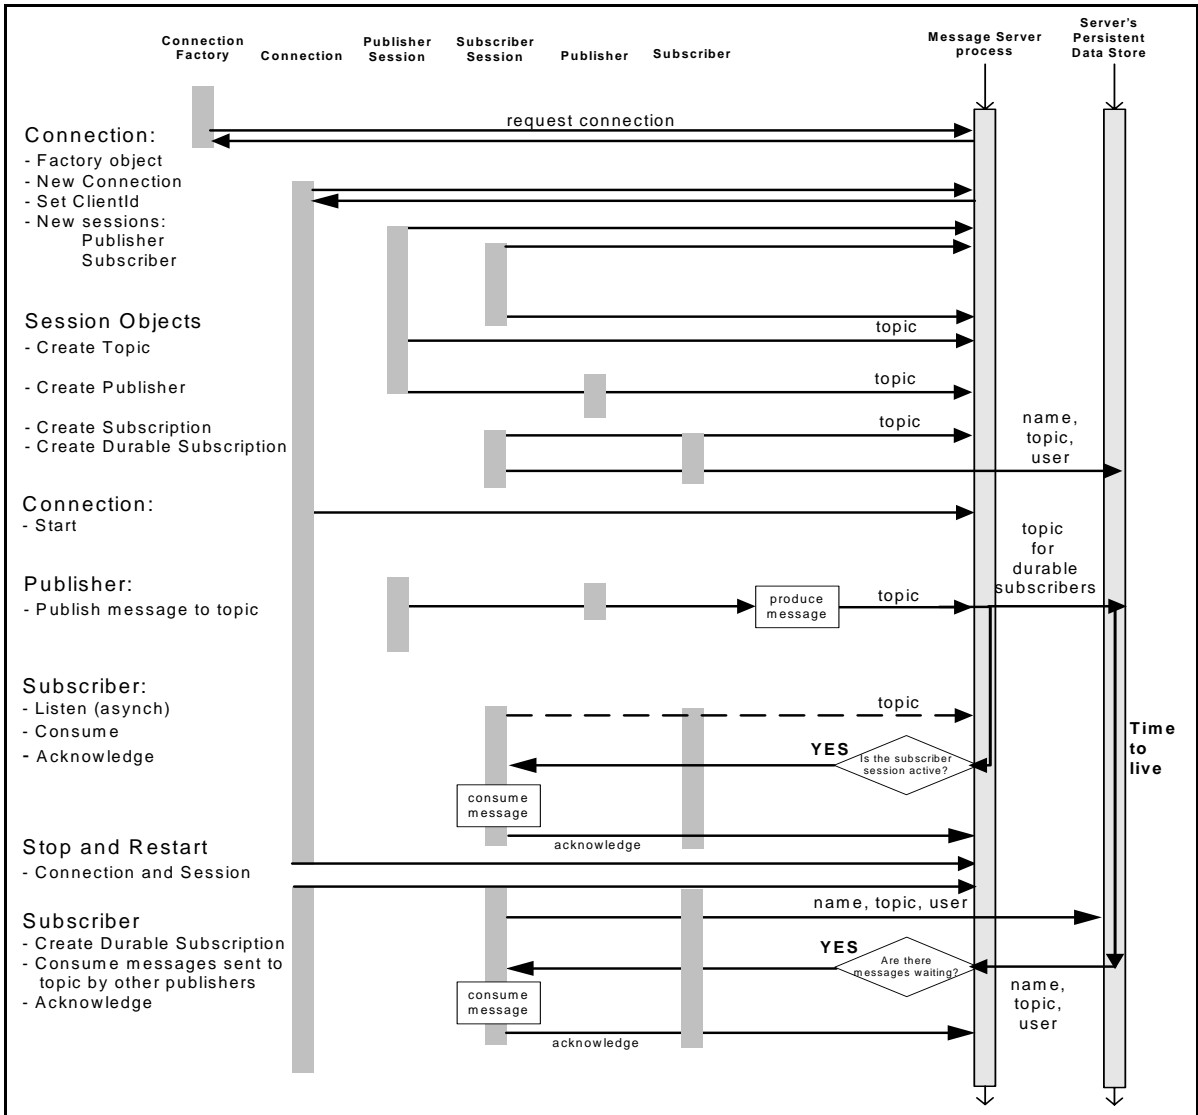 Connection
Factory
Connection
Publisher
Session
Subscriber
Session
Publisher
Subscriber
Message Server
process
Server's
Persistent
Data Store
request connection
Connection:
- Factory object
- New Connection
- Set ClientId
- New sessions:
Publisher
Subscriber
Session Objects
topic
- Create Topic
- Create Publisher
topic
- Create Subscription
topic
- Create Durable Subscription
name,
topic,
user
Connection:
- Start
topic
for
durable
subscribers
Publisher:
- Publish message to topic
produce
message
topic
Subscriber:
- Listen (asynch)
topic
- Consume
- Acknowledge
YES
Is the subscriber
session active?
Time
to
live
consume
message
acknowledge
Stop and Restart
- Connection and Session
name, topic, user
Subscriber
- Create Durable Subscription
- Consume messages sent to
topic by other publishers
- Acknowledge
YES
Are there
messages waiting?
name,
topic,
user
consume
message
acknowledge